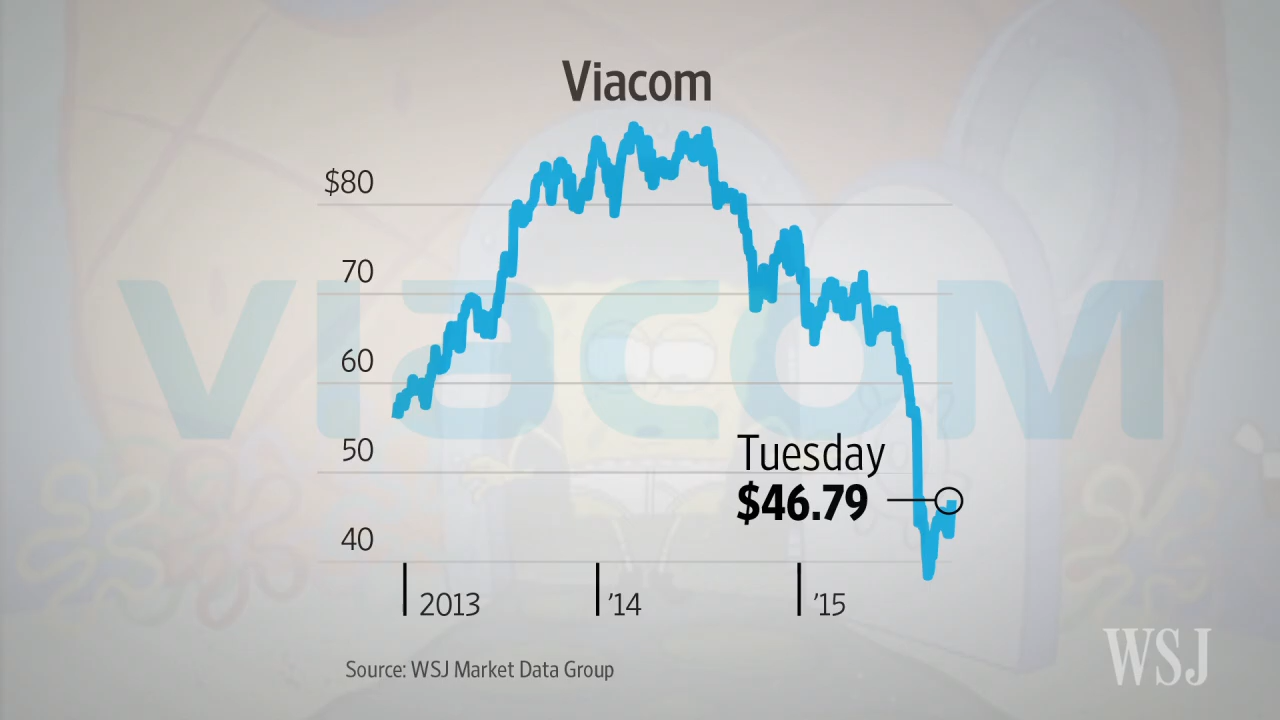 Viacom
$80
70
60
50
40
VIACOM
Tuesday
$46.79
2013
’14
’15
Source: WSJ Market Data Group
WSJ